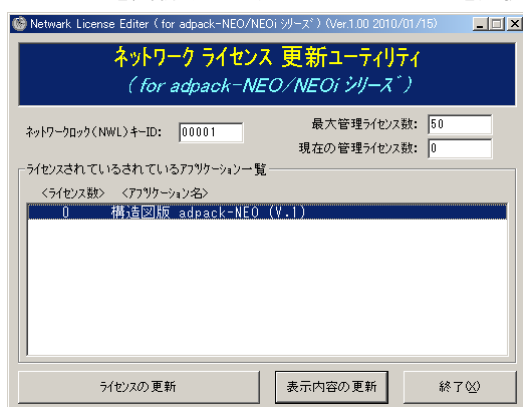 Netwark License Editer ( for adpack-NEO/NEOi ｼﾘｰｽﾞ ) (Ver.1.00 2010/01/15)
ネットワーク ライセンス 更新ユーティリティ
( for adpack-NEO/NEOi シリーズ )
ﾈｯﾄﾜｰｸﾛｯｸ(NWL)ｷｰID: 00001
最大管理ﾗｲｾﾝｽ数: 50
現在の管理ﾗｲｾﾝｽ数: 0
ﾗｲｾﾝｽされているされているｱﾌﾟﾘｹｰｼｮﾝ一覧
<ﾗｲｾﾝｽ数> <ｱﾌﾟﾘｹｰｼｮﾝ名>
0 構造図版 adpack-NEO (V.1)
ﾗｲｾﾝｽの更新 表示内容の更新 終了(X)